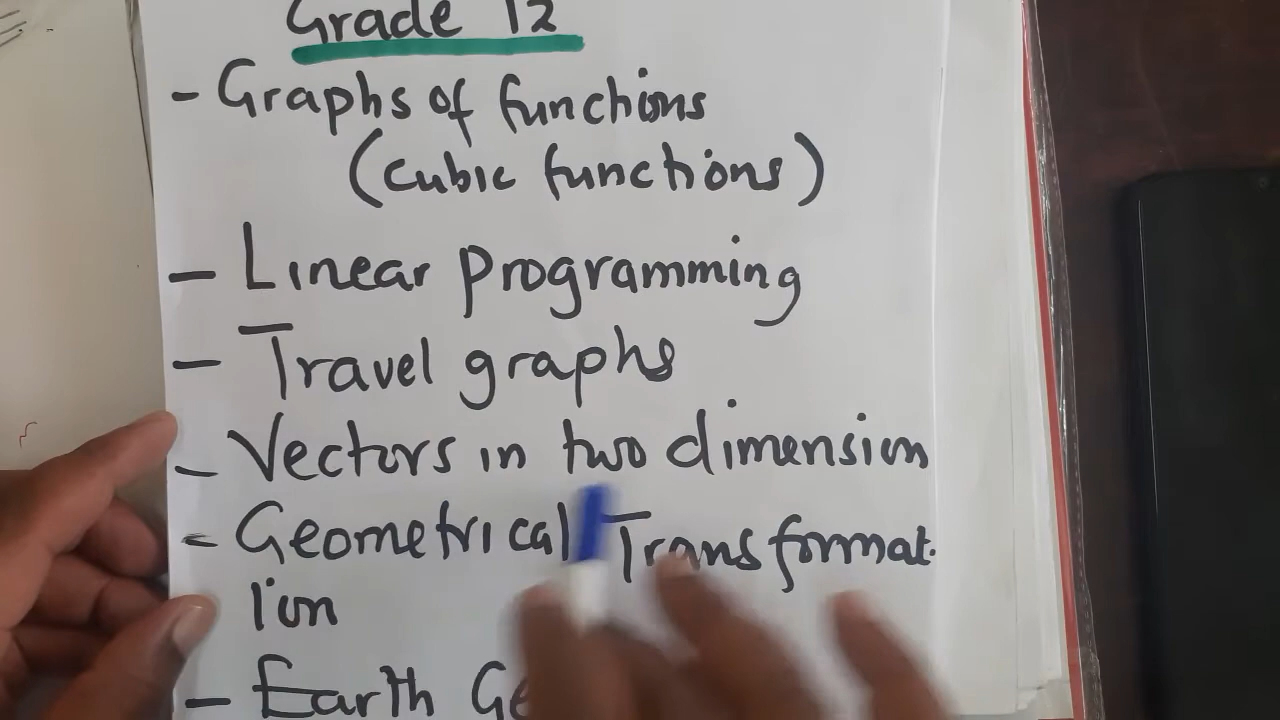 Grade 12
- Graphs of functions
(cubic functions)
- Linear programming
- Travel graphs
- Vectors in two dimension
- Geometrical Transformat.
ion
- Earth Ge